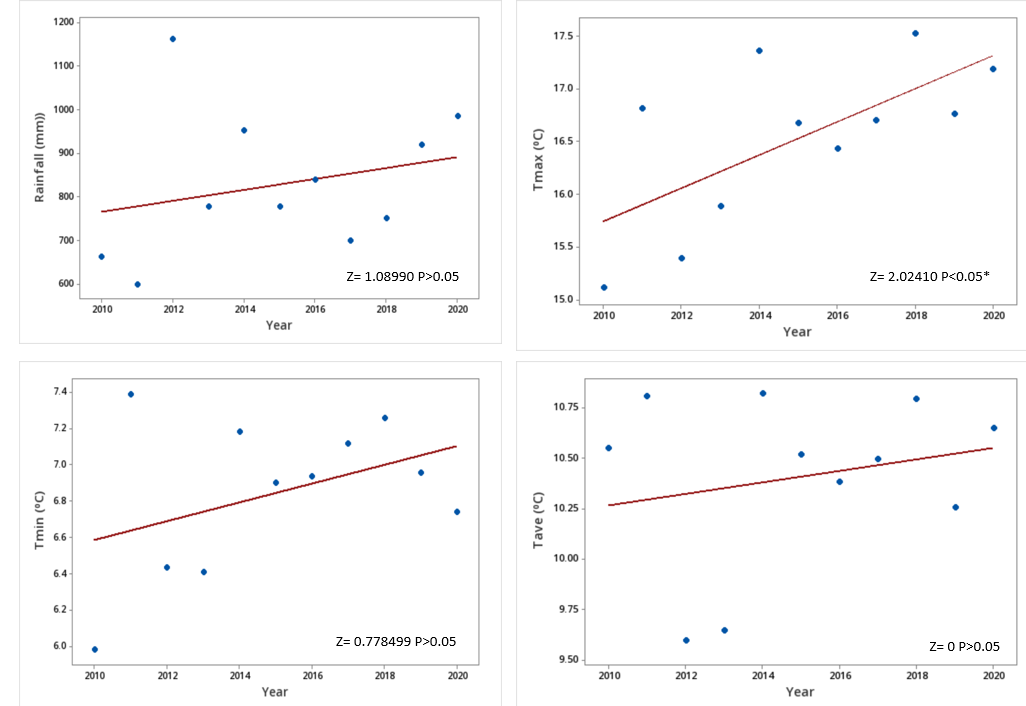 1200
1100
1000
900
800
700
600
Rainfall (mm))
Z= 1.08990 P>0.05
2010 2012 2014 2016 2018 2020
Year
17.5
17.0
16.5
16.0
15.5
15.0
Tmax (ºC)
Z= 2.02410 P<0.05*
2010 2012 2014 2016 2018 2020
Year
7.4
7.2
7.0
6.8
6.6
6.4
6.2
6.0
Tmin (ºC)
Z= 0.778499 P>0.05
2010 2012 2014 2016 2018 2020
Year
10.75
10.50
10.25
10.00
9.75
9.50
Tave (ºC)
Z= 0 P>0.05
2010 2012 2014 2016 2018 2020
Year